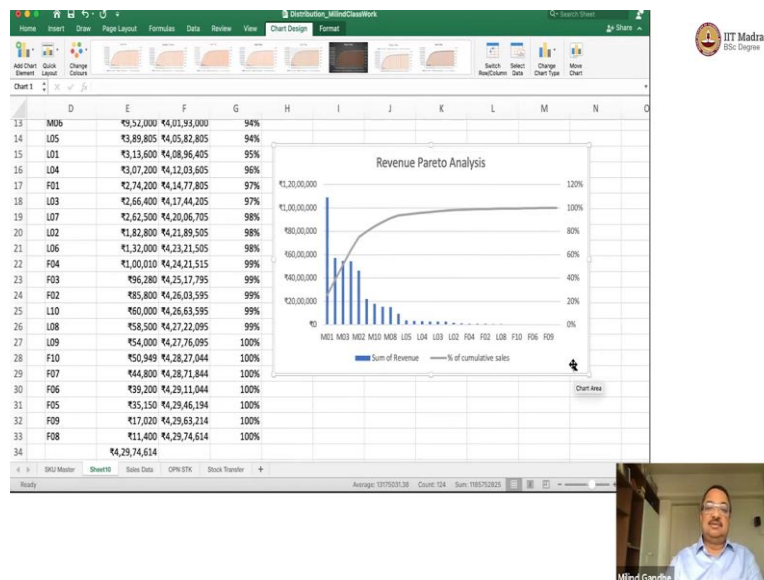 Distribution_MilindClassWork
Search Sheet
Home Insert Draw Page Layout Formulas Data Review View Chart Design Format Share
Add Chart Element Quick Layout Change Colours Switch Row/Column Select Data Change Chart Type Move Chart
Chart 1
D E F G H I J K L M N O
13 M06 ₹9,52,000 ₹4,01,93,000 94%
14 L05 ₹3,89,805 ₹4,05,82,805 94%
15 L01 ₹3,13,600 ₹4,08,96,405 95%
16 L04 ₹3,07,200 ₹4,12,03,605 96%
17 F01 ₹2,74,200 ₹4,14,77,805 97%
18 L03 ₹2,66,400 ₹4,17,44,205 97%
19 L07 ₹2,62,500 ₹4,20,06,705 98%
20 L02 ₹1,82,800 ₹4,21,89,505 98%
21 L06 ₹1,32,000 ₹4,23,21,505 98%
22 F04 ₹1,00,010 ₹4,24,21,515 99%
23 F03 ₹96,280 ₹4,25,17,795 99%
24 F02 ₹85,800 ₹4,26,03,595 99%
25 L10 ₹60,000 ₹4,26,63,595 99%
26 L08 ₹58,500 ₹4,27,22,095 99%
27 L09 ₹54,000 ₹4,27,76,095 100%
28 F10 ₹50,949 ₹4,28,27,044 100%
29 F07 ₹44,800 ₹4,28,71,844 100%
30 F06 ₹39,200 ₹4,29,11,044 100%
31 F05 ₹35,150 ₹4,29,46,194 100%
32 F09 ₹17,020 ₹4,29,63,214 100%
33 F08 ₹11,400 ₹4,29,74,614 100%
34 ₹4,29,74,614
Revenue Pareto Analysis
₹1,20,00,000 120%
₹1,00,00,000 100%
₹80,00,000 80%
₹60,00,000 60%
₹40,00,000 40%
₹20,00,000 20%
₹0 0%
M01 M03 M02 M10 M08 L05 L04 L03 L02 F04 F02 L08 F10 F06 F09
Sum of Revenue % of cumulative sales
Chart Area
SKU Master Sheet10 Sales Data OPN STK Stock Transfer +
Ready Average: 13175031.38 Count: 124 Sum: 1185752825
IIT Madra
BSc Degree
Milind Gandhe